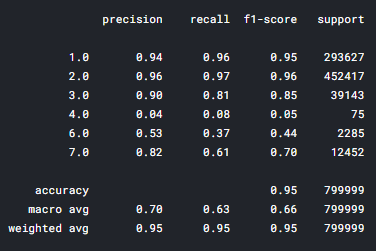 precision recall f1-score support
1.0 0.94 0.96 0.95 293627
2.0 0.96 0.97 0.96 452417
3.0 0.90 0.81 0.85 39143
4.0 0.04 0.08 0.05 75
6.0 0.53 0.37 0.44 2285
7.0 0.82 0.61 0.70 12452
accuracy 0.95 799999
macro avg 0.70 0.63 0.66 799999
weighted avg 0.95 0.95 0.95 799999